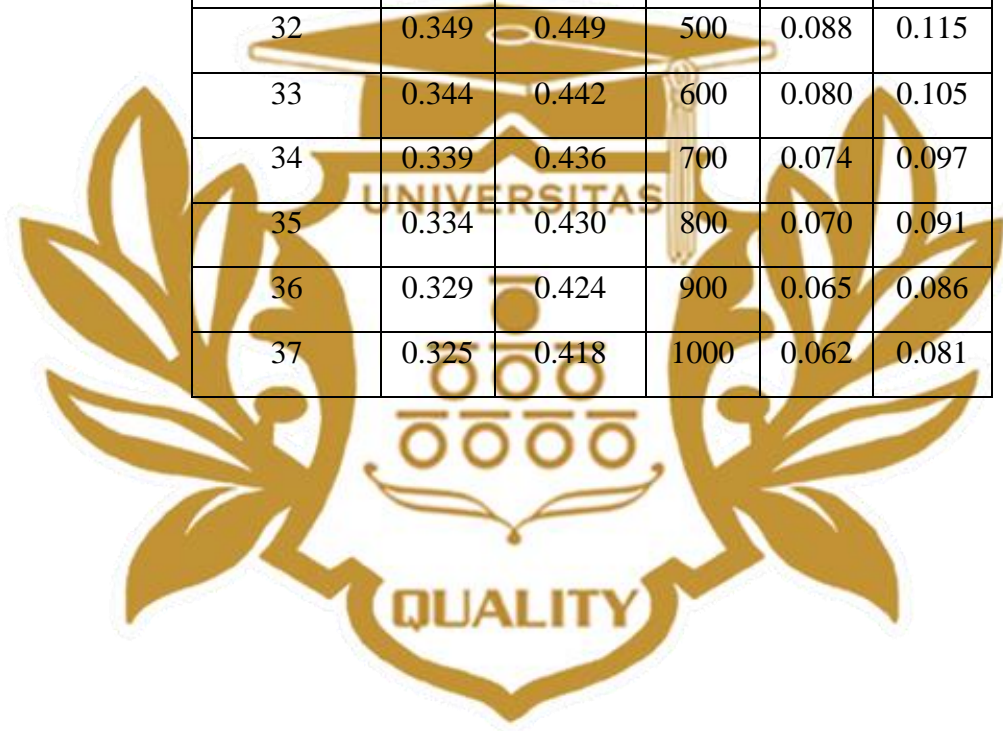 32 0.349 0.449 500 0.088 0.115
33 0.344 0.442 600 0.080 0.105
34 0.339 0.436 700 0.074 0.097
UNIVERSITAS
35 0.334 0.430 800 0.070 0.091
36 0.329 0.424 900 0.065 0.086
37 0.325 0.418 1000 0.062 0.081
QUALITY